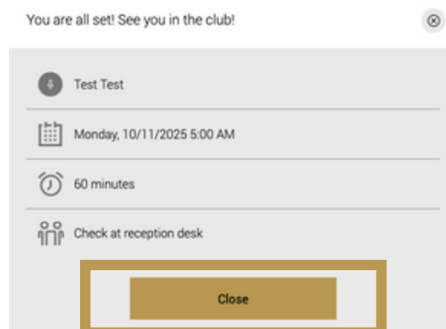 You are all set! See you in the club!
Test Test
Monday, 10/11/2025 5:00 AM
60 minutes
Check at reception desk
Close